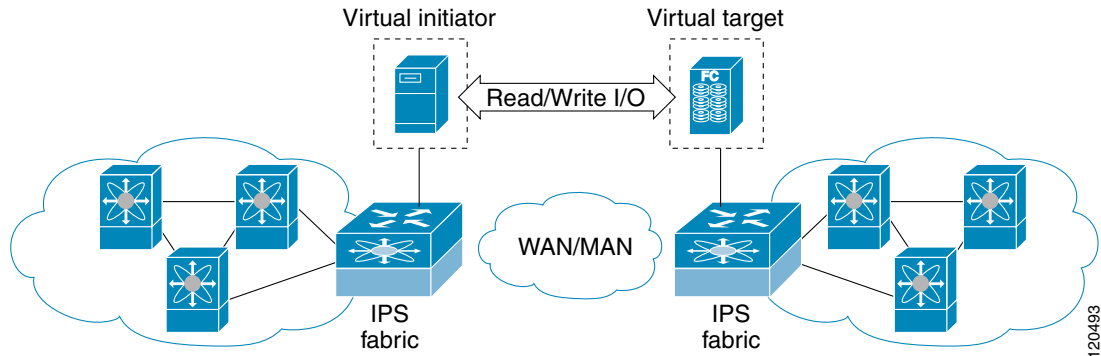 Virtual initiator
Virtual target
FC
Read/Write I/O
WAN/MAN
IPS
fabric
IPS
fabric
120493